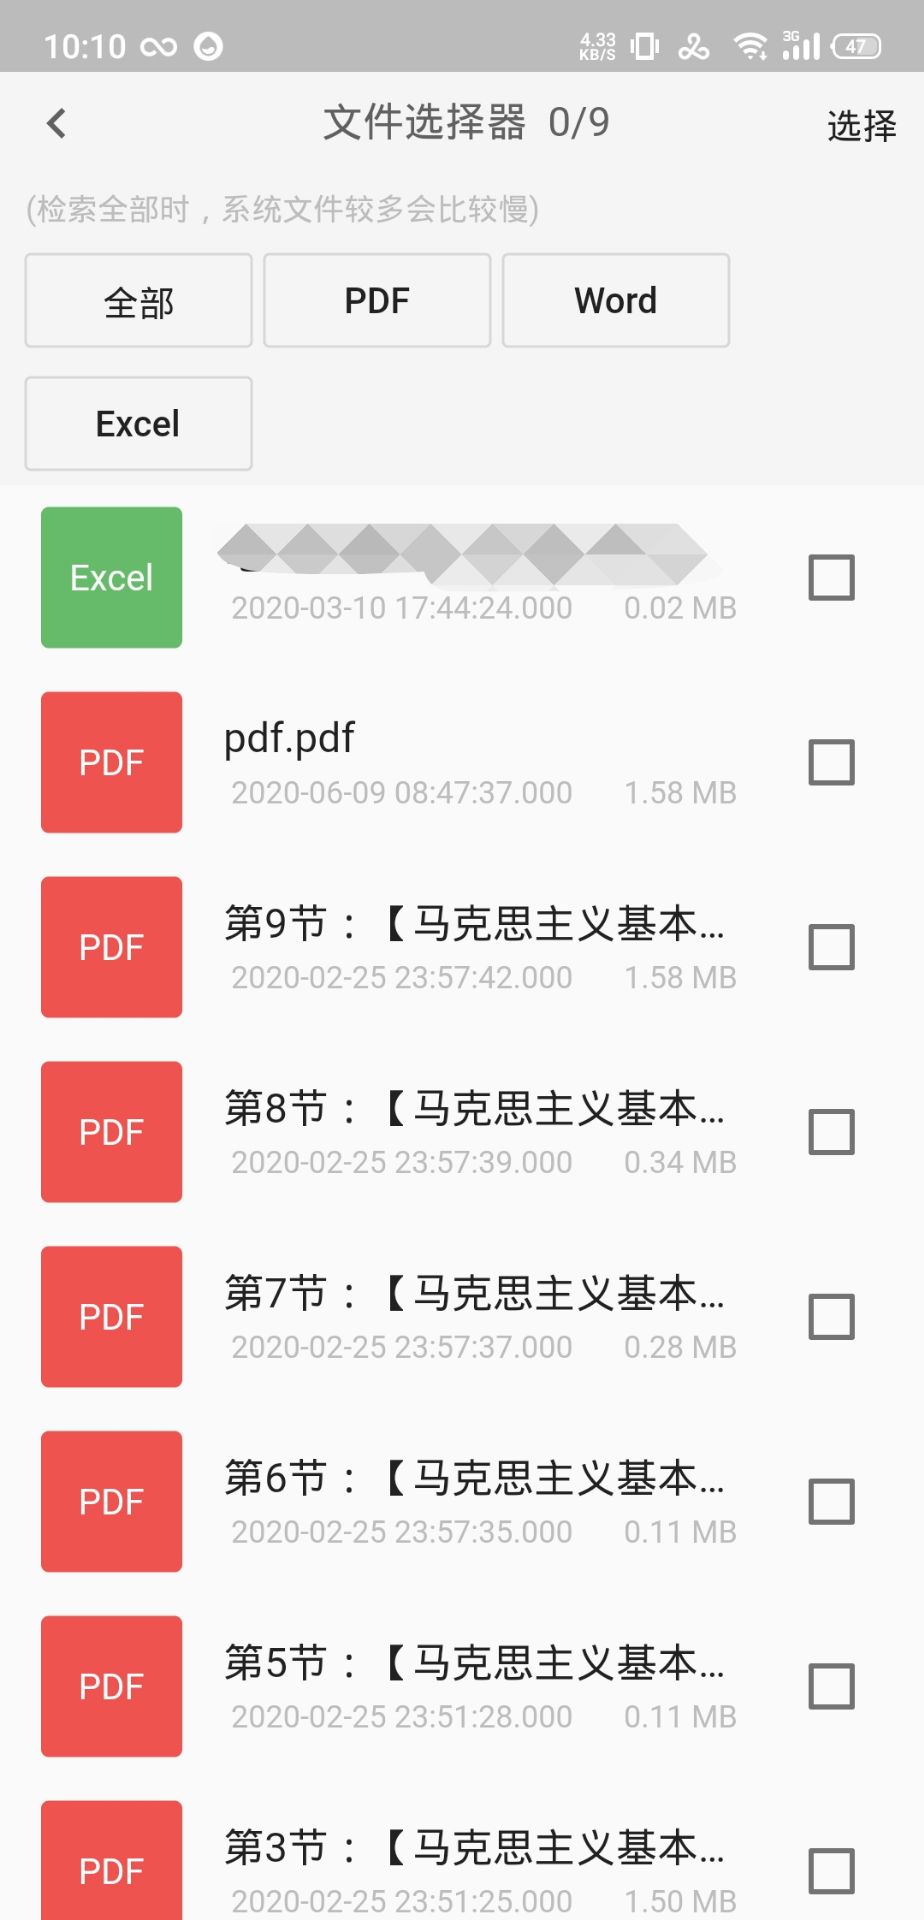 10:10
4.33 KB/S
3G
47
文件选择器 0/9
选择
(检索全部时，系统文件较多会比较慢)
全部
PDF
Word
Excel
Excel
2020-03-10 17:44:24.000 0.02 MB
PDF
pdf.pdf
2020-06-09 08:47:37.000 1.58 MB
PDF
第9节：【马克思主义基本...
2020-02-25 23:57:42.000 1.58 MB
PDF
第8节：【马克思主义基本...
2020-02-25 23:57:39.000 0.34 MB
PDF
第7节：【马克思主义基本...
2020-02-25 23:57:37.000 0.28 MB
PDF
第6节：【马克思主义基本...
2020-02-25 23:57:35.000 0.11 MB
PDF
第5节：【马克思主义基本...
2020-02-25 23:51:28.000 0.11 MB
PDF
第3节：【马克思主义基本...
2020-02-25 23:51:25.000 1.50 MB